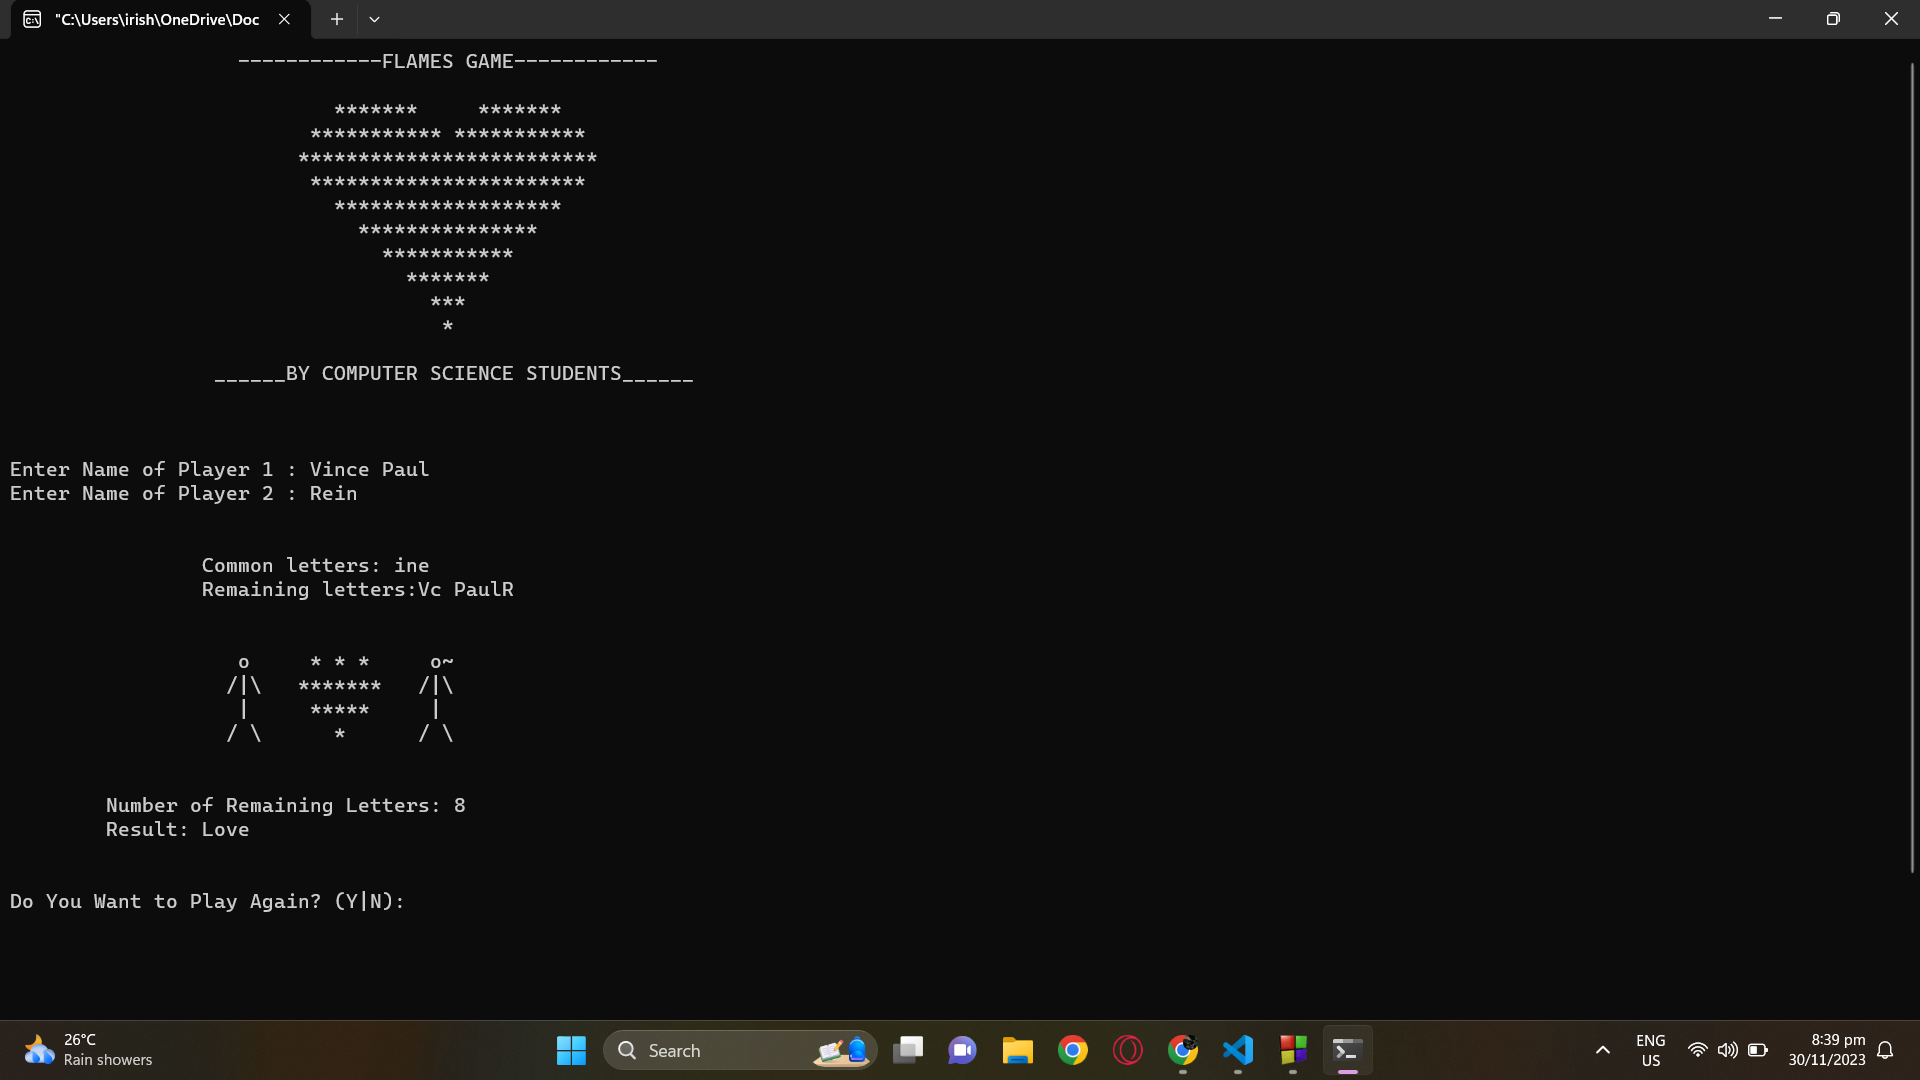 "C:\Users\irish\OneDrive\Doc
------------FLAMES GAME------------
*******     *******
*********** ***********
*************************
***********************
*******************
***************
***********
*******
***
*
______BY COMPUTER SCIENCE STUDENTS______
Enter Name of Player 1 : Vince Paul
Enter Name of Player 2 : Rein
Common letters: ine
Remaining letters:Vc PaulR
o     * * *     o~
/|\   *******   /|\
|     *****     |
/ \      *      / \
Number of Remaining Letters: 8
Result: Love
Do You Want to Play Again? (Y|N):
26°C
Rain showers
Search
ENG
US
8:39 pm
30/11/2023